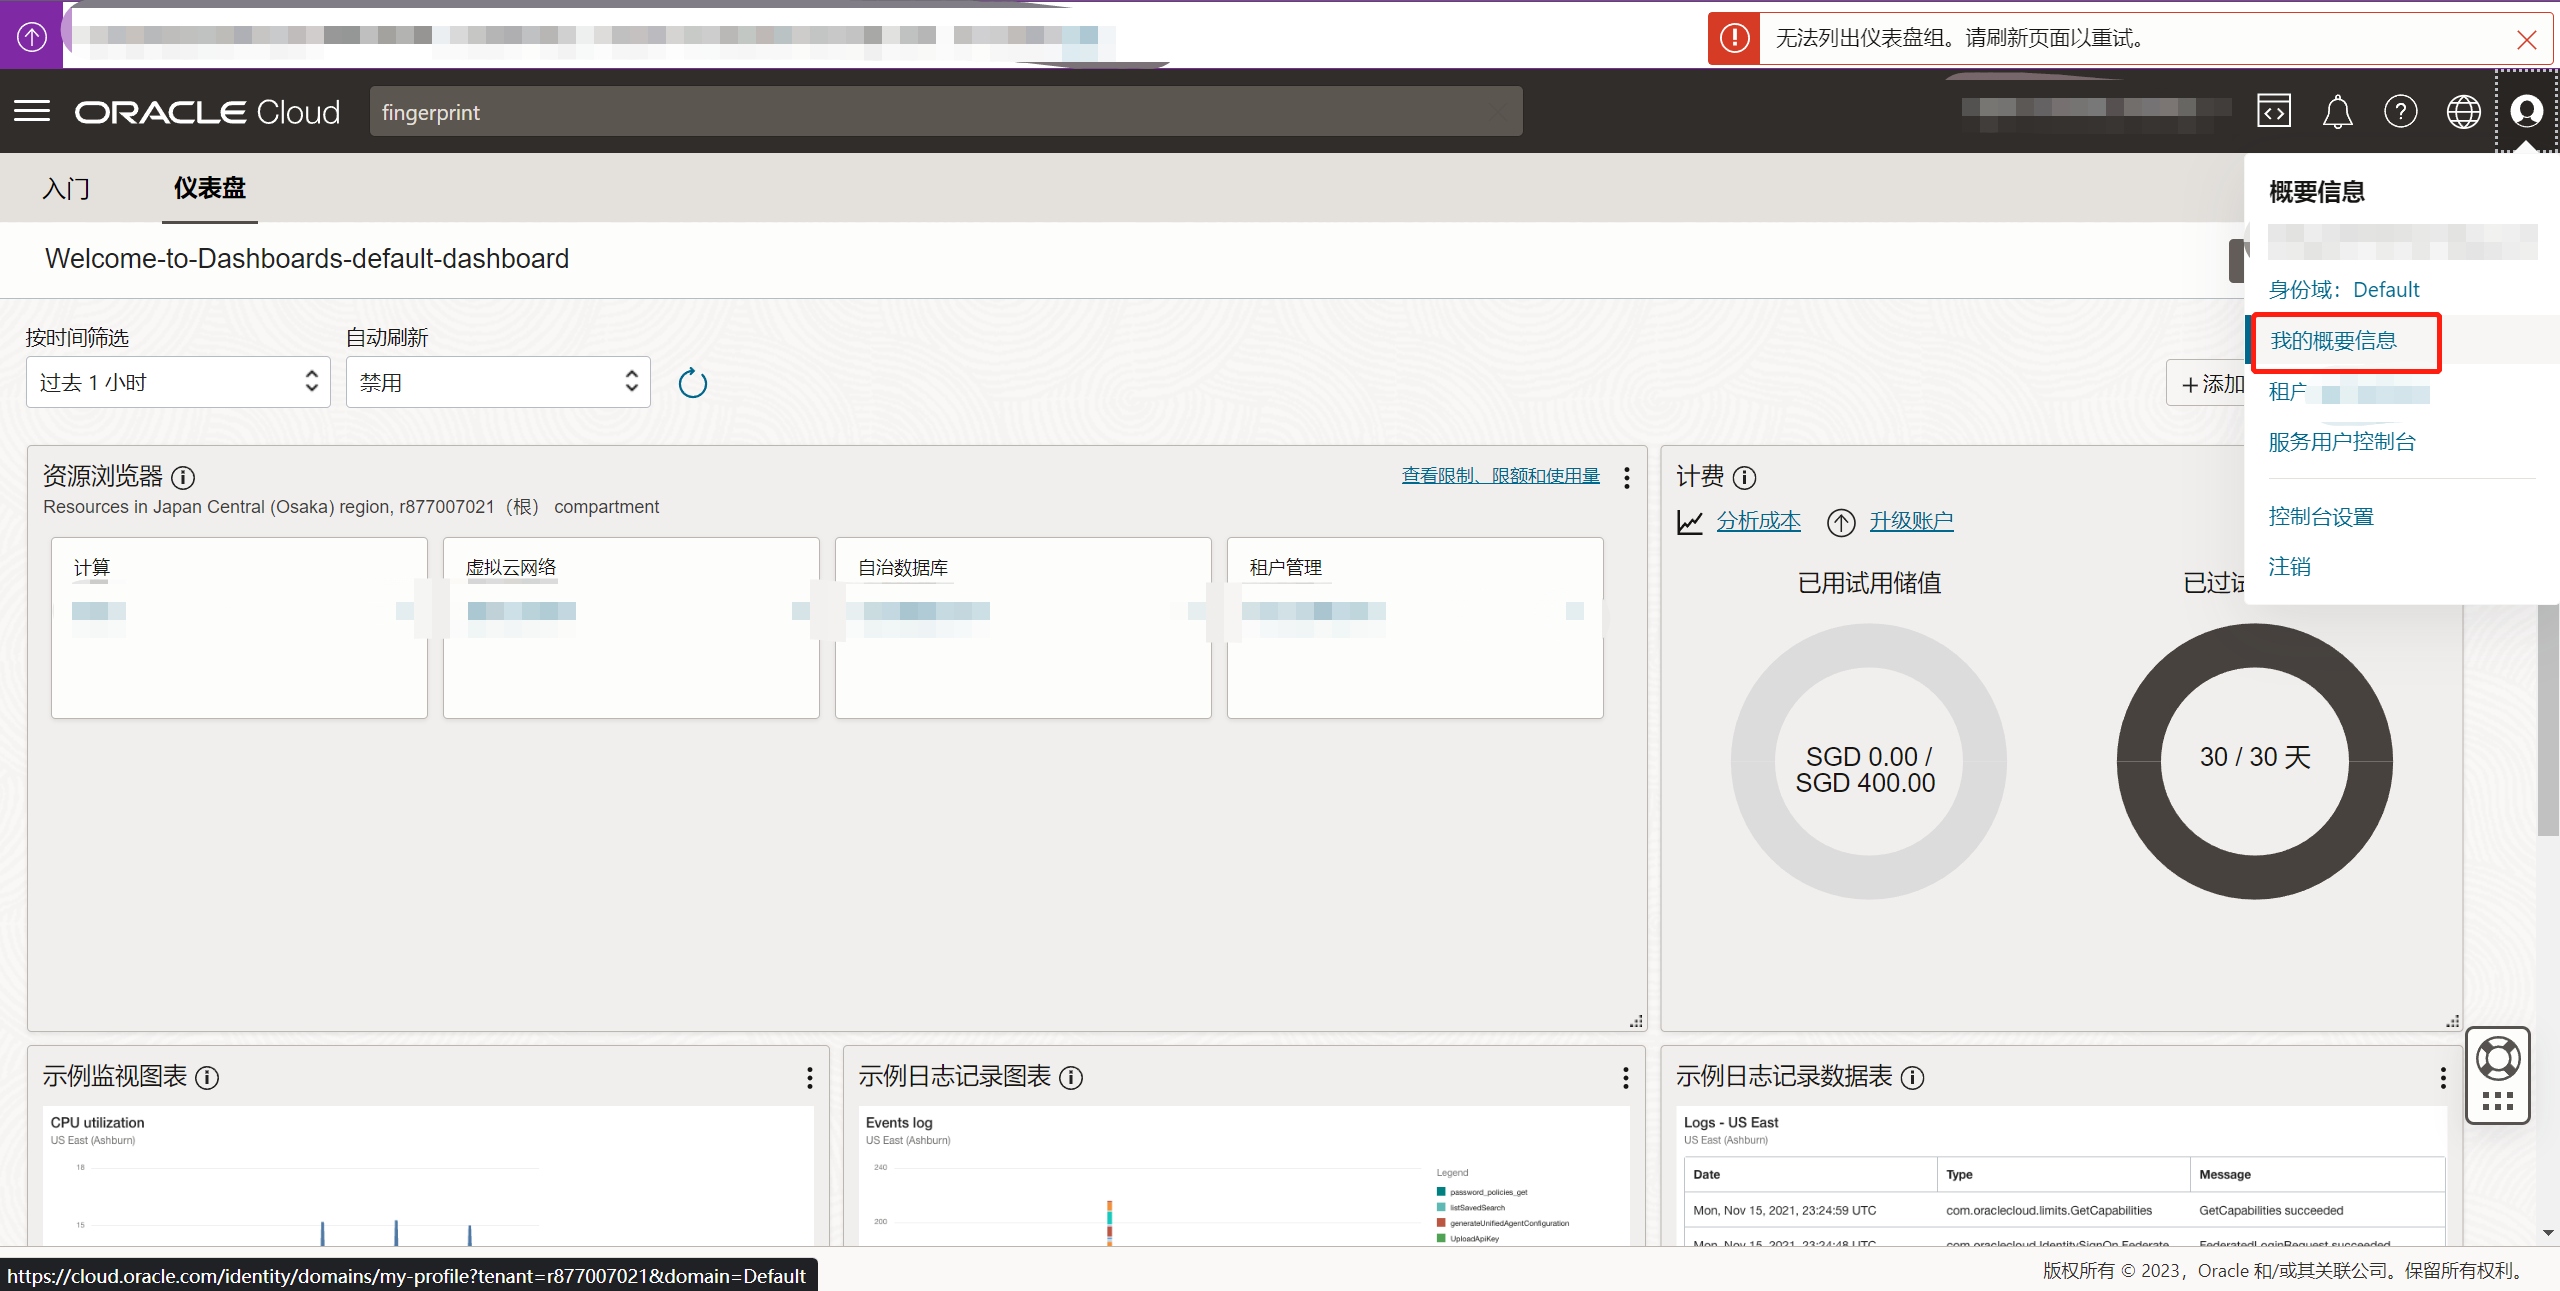 无法列出仪表盘组。请刷新页面以重试。
ORACLE Cloud
fingerprint
入门
仪表盘
概要信息
Welcome-to-Dashboards-default-dashboard
身份域：Default
我的概要信息
租户
服务用户控制台
控制台设置
注销
按时间筛选
自动刷新
过去 1 小时
禁用
添加
资源浏览器
查看限制、限额和使用量
Resources in Japan Central (Osaka) region, r877007021（根） compartment
计算
虚拟云网络
自治数据库
租户管理
计费
分析成本
升级账户
已用试用储值
已过试
SGD 0.00 /
SGD 400.00
30 / 30 天
示例监视图表
CPU utilization
US East (Ashburn)
18
15
示例日志记录图表
Events log
US East (Ashburn)
240
200
Legend
password_policies_get
listSavedSearch
generateUnifiedAgentConfiguration
UploadApiKey
示例日志记录数据表
Logs - US East
US East (Ashburn)
Date Type Message
Mon, Nov 15, 2021, 23:24:59 UTC com.oraclecloud.limits.GetCapabilities GetCapabilities succeeded
Mon, Nov 15, 2021, 23:24:48 UTC com.oraclecloud.IdentitySignOn.Federate FederatedLoginRequest succeeded
https://cloud.oracle.com/identity/domains/my-profile?tenant=r877007021&domain=Default
版权所有 © 2023，Oracle 和/或其关联公司。保留所有权利。